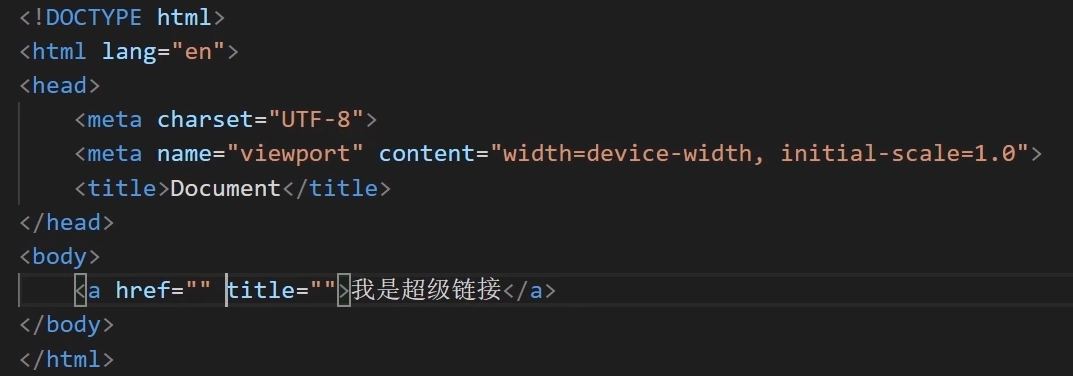 <!DOCTYPE html>
<html lang="en">
<head>
    <meta charset="UTF-8">
    <meta name="viewport" content="width=device-width, initial-scale=1.0">
    <title>Document</title>
</head>
<body>
    <a href="" title="">我是超级链接</a>
</body>
</html>